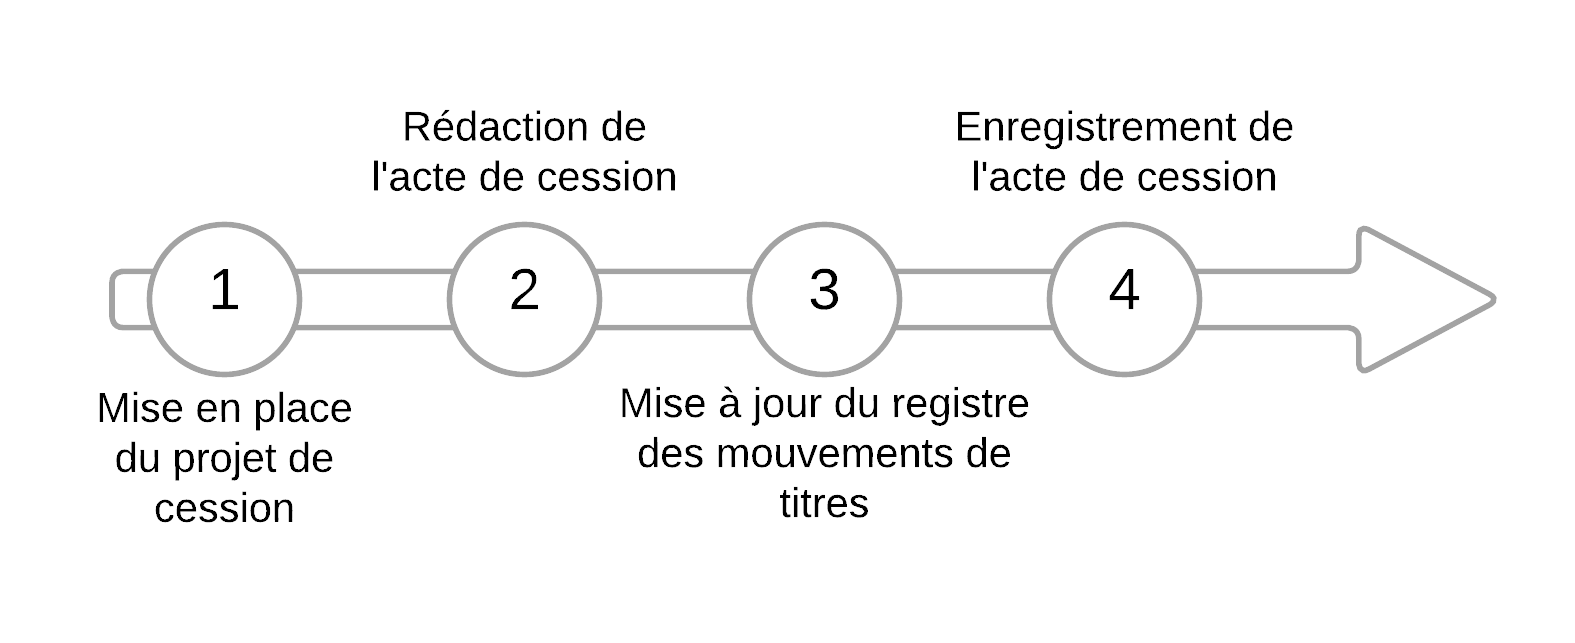 1
Mise en place
du projet de
cession
2
Rédaction de
l'acte de cession
3
Mise à jour du registre
des mouvements de
titres
4
Enregistrement de
l'acte de cession